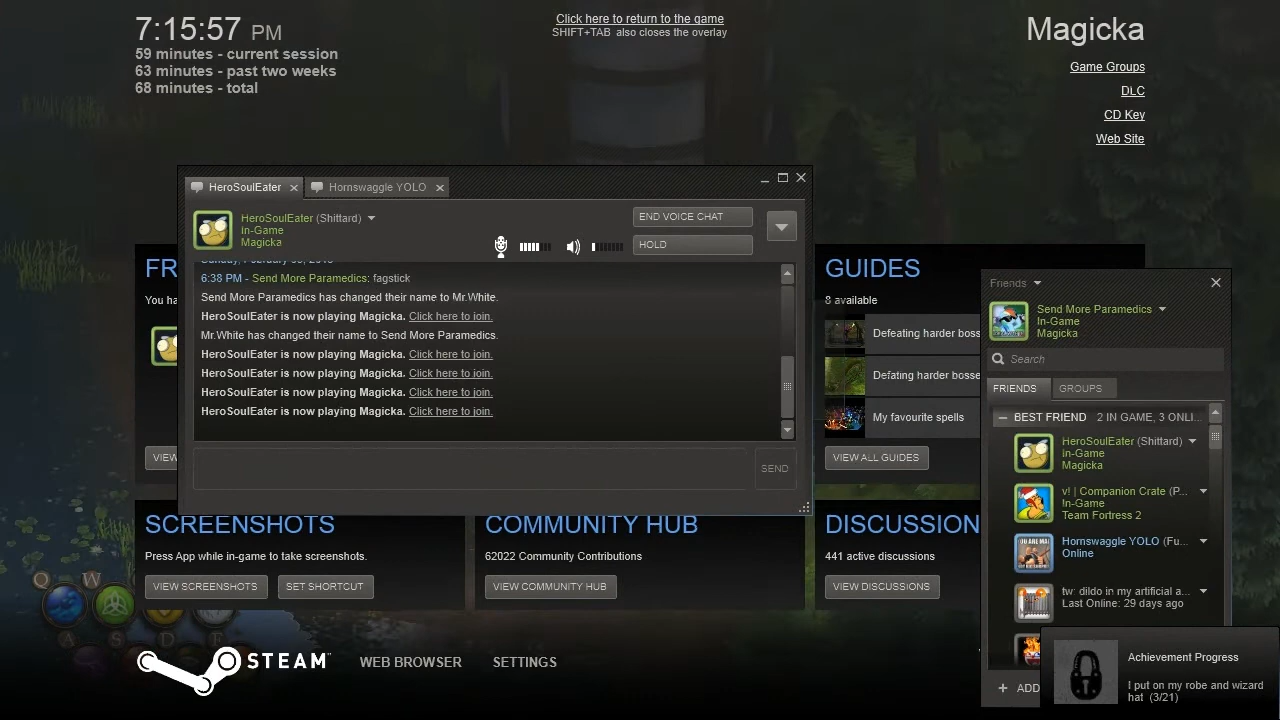 7:15:57 PM
59 minutes - current session
63 minutes - past two weeks
68 minutes - total
Click here to return to the game
SHIFT+TAB also closes the overlay
Magicka
Game Groups
DLC
CD Key
Web Site
HeroSoulEater
Hornswaggle YOLO
HeroSoulEater (Shittard)
In-Game
Magicka
END VOICE CHAT
HOLD
6:38 PM - Send More Paramedics: fagstick
Send More Paramedics has changed their name to Mr.White.
HeroSoulEater is now playing Magicka. Click here to join.
Mr.White has changed their name to Send More Paramedics.
HeroSoulEater is now playing Magicka. Click here to join.
HeroSoulEater is now playing Magicka. Click here to join.
HeroSoulEater is now playing Magicka. Click here to join.
HeroSoulEater is now playing Magicka. Click here to join.
SEND
FR
You ha
VIEW
GUIDES
8 available
Defeating harder bosse
Defating harder bosse
My favourite spells
VIEW ALL GUIDES
SCREENSHOTS
Press App while in-game to take screenshots.
VIEW SCREENSHOTS
SET SHORTCUT
COMMUNITY HUB
62022 Community Contributions
VIEW COMMUNITY HUB
DISCUSSION
441 active discussions
VIEW DISCUSSIONS
Friends
Send More Paramedics
In-Game
Magicka
Search
FRIENDS
GROUPS
BEST FRIEND 2 IN GAME, 3 ONLI...
HeroSoulEater (Shittard)
In-Game
Magicka
v! | Companion Crate (P...
In-Game
Team Fortress 2
Hornswaggle YOLO (Fu...
Online
tw: dildo in my artificial a...
Last Online: 29 days ago
+ ADD
Achievement Progress
I put on my robe and wizard
hat (3/21)
Q W
A S D F
STEAM
WEB BROWSER
SETTINGS